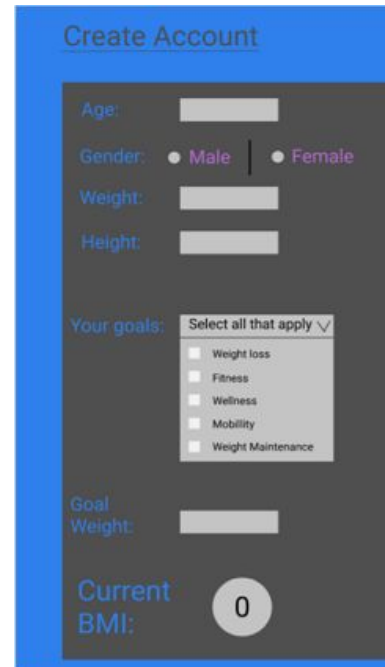 Create Account
Age:
Gender: Male Female
Weight:
Height:
Your goals: Select all that apply
Weight loss
Fitness
Wellness
Mobillity
Weight Maintenance
Goal
Weight:
Current
BMI: 0